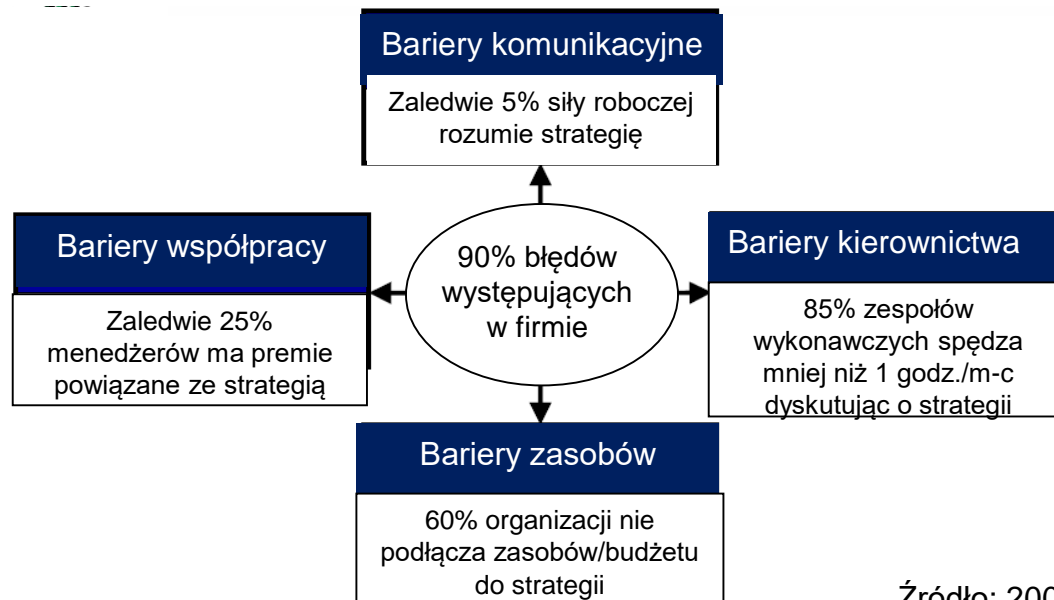 Bariery komunikacyjne
Zaledwie 5% siły roboczej
rozumie strategię
Bariery współpracy
Zaledwie 25%
menedżerów ma premie
powiązane ze strategią
90% błędów
występujących
w firmie
Bariery kierownictwa
85% zespołów
wykonawczych spędza
mniej niż 1 godz./m-c
dyskutując o strategii
Bariery zasobów
60% organizacji nie
podłącza zasobów/budżetu
do strategii
Źródło: